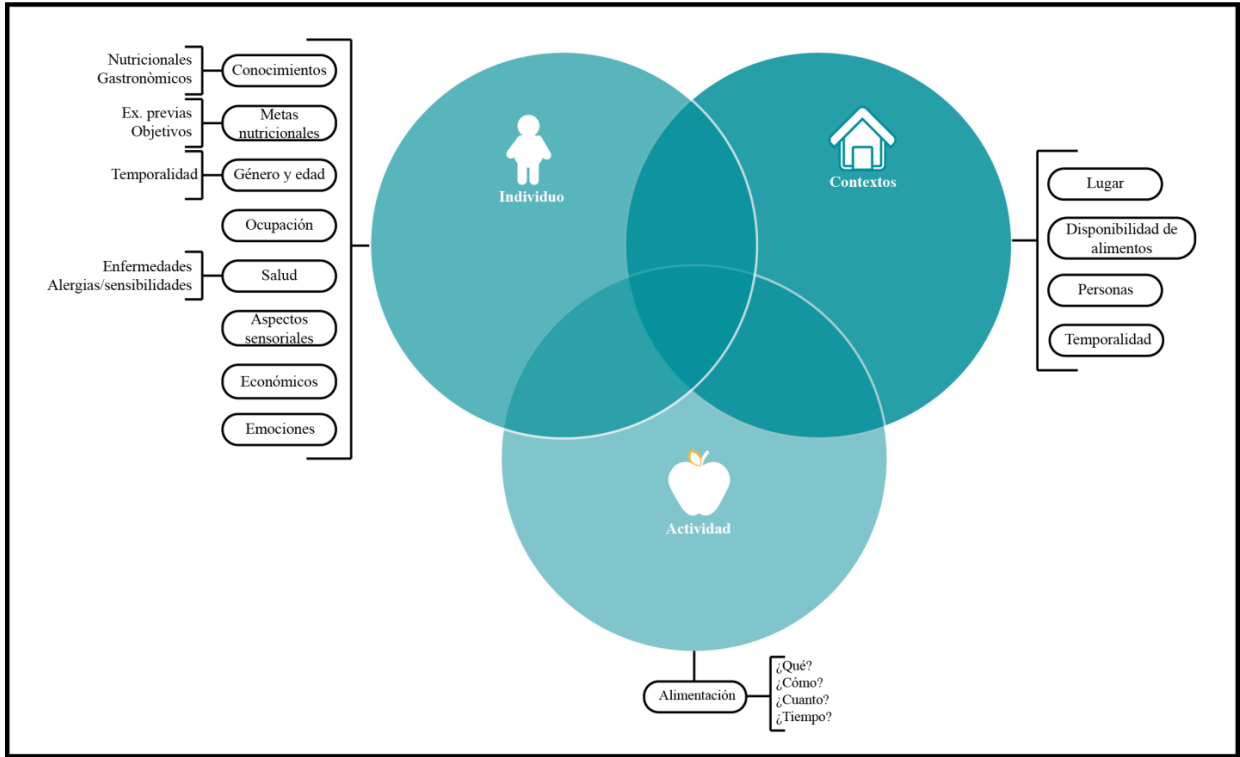 Nutricionales
Gastronòmicos
Conocimientos
Ex. previas
Objetivos
Metas
nutricionales
Temporalidad
Género y edad
Ocupación
Enfermedades
Alergias/sensibilidades
Salud
Aspectos
sensoriales
Económicos
Emociones
Individuo
Contextos
Lugar
Disponibilidad de
alimentos
Personas
Temporalidad
Actividad
Alimentación
¿Qué?
¿Cómo?
¿Cuanto?
¿Tiempo?